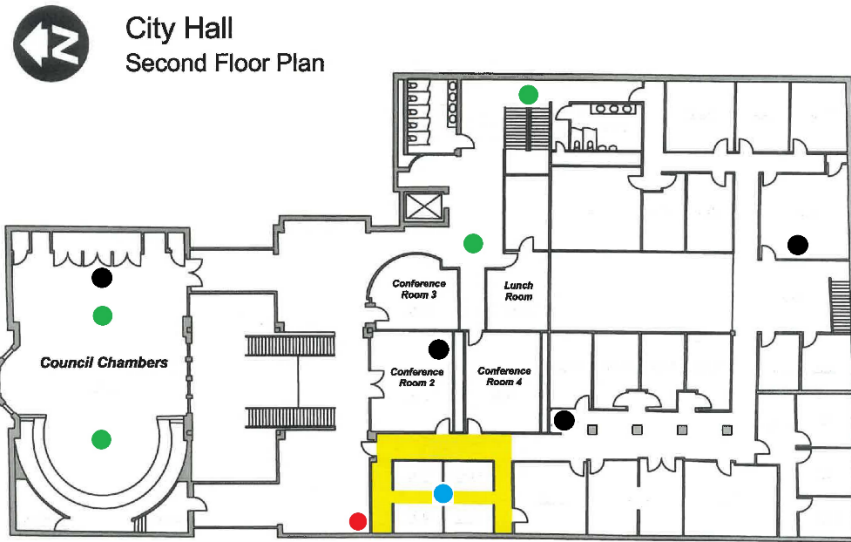 N
City Hall
Second Floor Plan
Conference
Room 3
Lunch
Room
Council Chambers
Conference
Room 2
Conference
Room 4